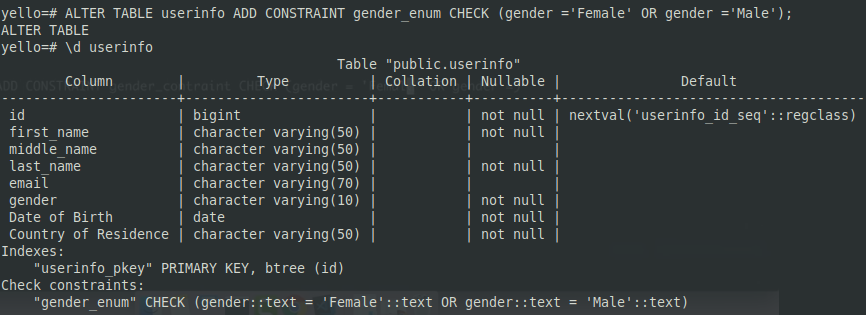 yello=# ALTER TABLE userinfo ADD CONSTRAINT gender_enum CHECK (gender ='Female' OR gender ='Male');
ALTER TABLE
yello=# \d userinfo
                                         Table "public.userinfo"
        Column        |         Type          | Collation | Nullable |               Default
----------------------+-----------------------+-----------+----------+--------------------------------------
 id                   | bigint                |           | not null | nextval('userinfo_id_seq'::regclass)
 first_name           | character varying(50) |           | not null |
 middle_name          | character varying(50) |           |          |
 last_name            | character varying(50) |           | not null |
 email                | character varying(70) |           |          |
 gender               | character varying(10) |           | not null |
 Date of Birth        | date                  |           | not null |
 Country of Residence | character varying(50) |           | not null |
Indexes:
    "userinfo_pkey" PRIMARY KEY, btree (id)
Check constraints:
    "gender_enum" CHECK (gender::text = 'Female'::text OR gender::text = 'Male'::text)